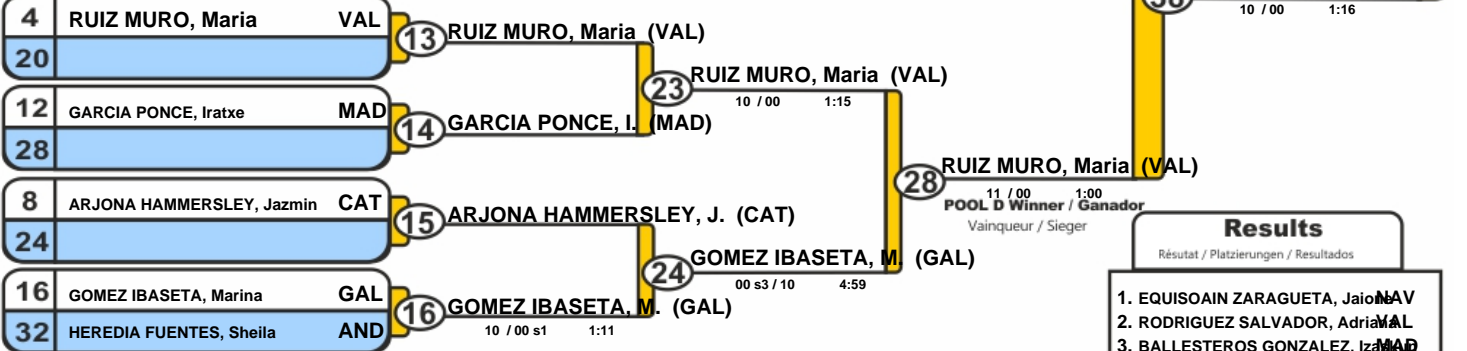 4 RUIZ MURO, Maria VAL
20
12 GARCIA PONCE, Iratxe MAD
28
8 ARJONA HAMMERSLEY, Jazmin CAT
24
16 GOMEZ IBASETA, Marina GAL
32 HEREDIA FUENTES, Sheila AND
13 RUIZ MURO, Maria (VAL)
14 GARCIA PONCE, I. (MAD)
15 ARJONA HAMMERSLEY, J. (CAT)
16 GOMEZ IBASETA, M. (GAL)
10 / 00 s1 1:11
23 RUIZ MURO, Maria (VAL)
10 / 00 1:15
24 GOMEZ IBASETA, M. (GAL)
00 s3 / 10 4:59
28 RUIZ MURO, Maria (VAL)
11 / 00 1:00
POOL D Winner / Ganador
Vainqueur / Sieger
10 / 00 1:16
Results
Résutat / Platzierungen / Resultados
1. EQUISOAIN ZARAGUETA, Jaione NAV
2. RODRIGUEZ SALVADOR, Adriana VAL
3. BALLESTEROS GONZALEZ, MAD